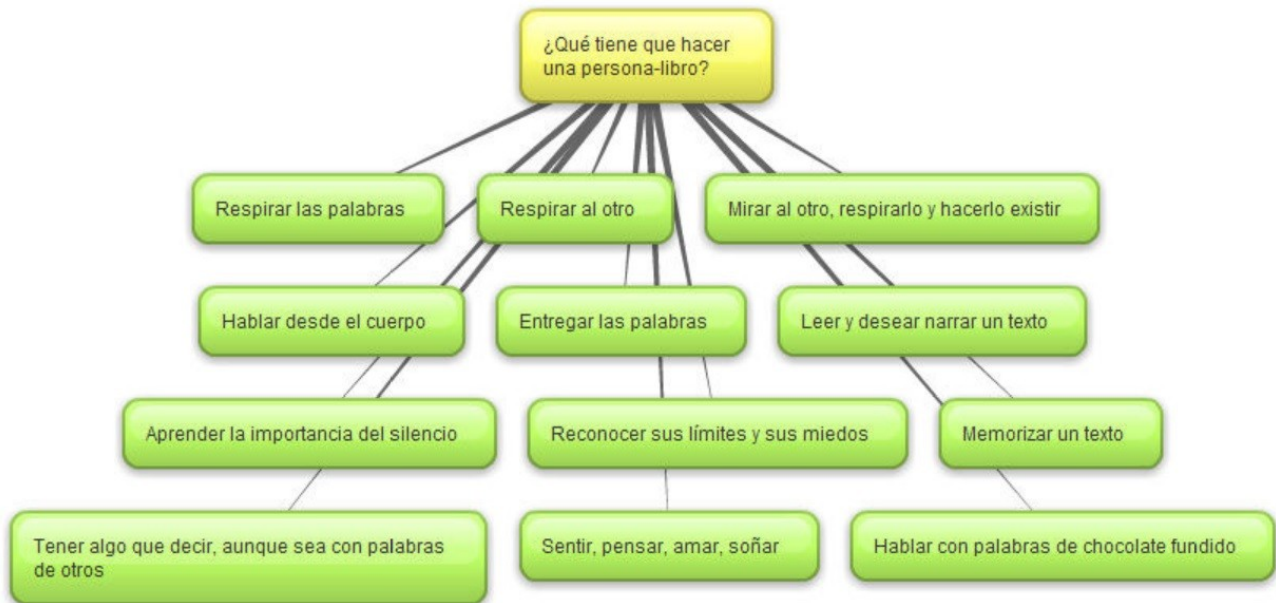 ¿Qué tiene que hacer
una persona-libro?
Respirar las palabras
Respirar al otro
Mirar al otro, respirarlo y hacerlo existir
Hablar desde el cuerpo
Entregar las palabras
Leer y desear narrar un texto
Aprender la importancia del silencio
Reconocer sus límites y sus miedos
Memorizar un texto
Tener algo que decir, aunque sea con palabras
de otros
Sentir, pensar, amar, soñar
Hablar con palabras de chocolate fundido